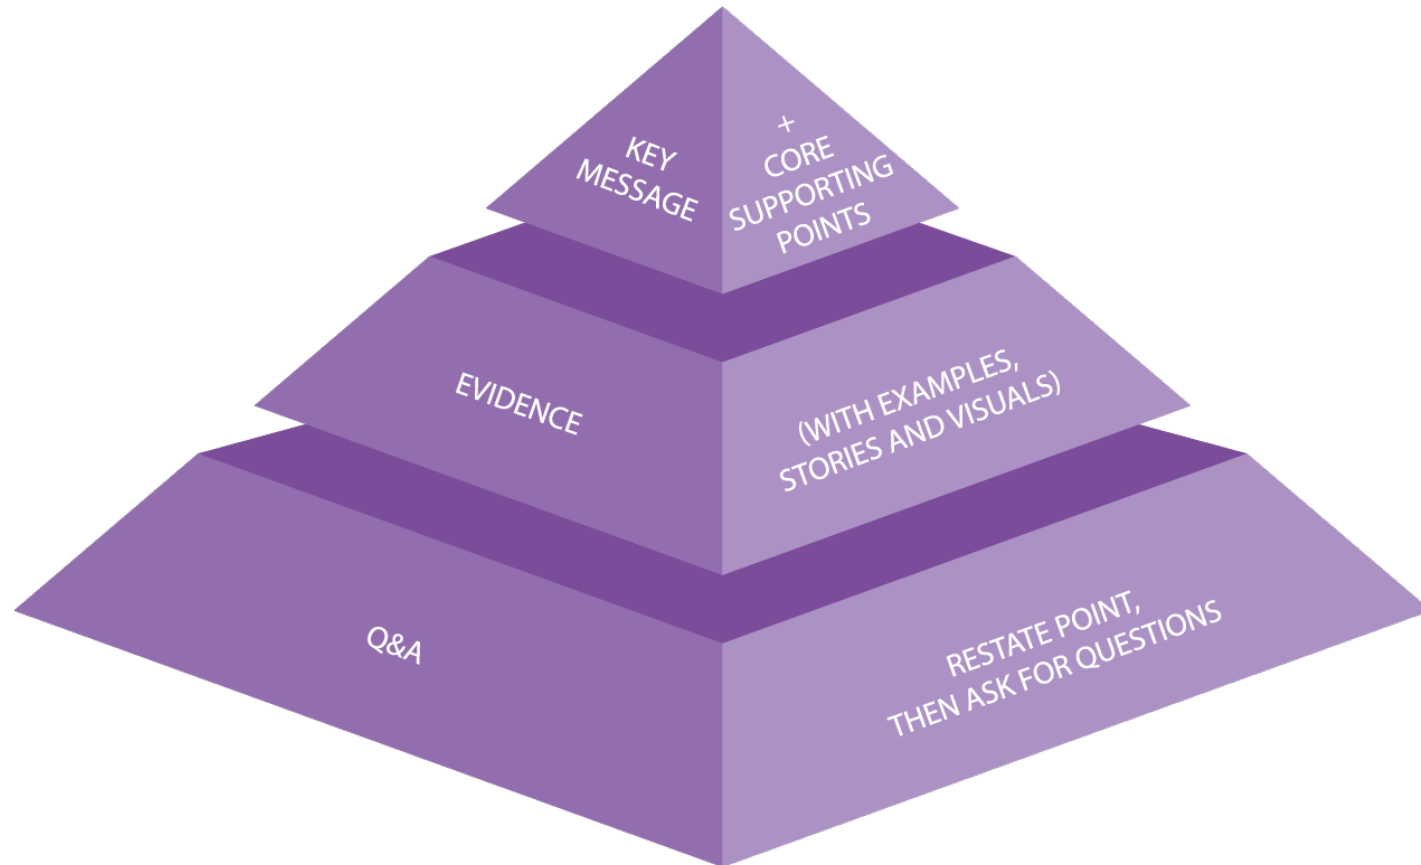 KEY
MESSAGE
+
CORE
SUPPORTING
POINTS
EVIDENCE
(WITH EXAMPLES,
STORIES AND VISUALS)
Q&A
RESTATE POINT,
THEN ASK FOR QUESTIONS